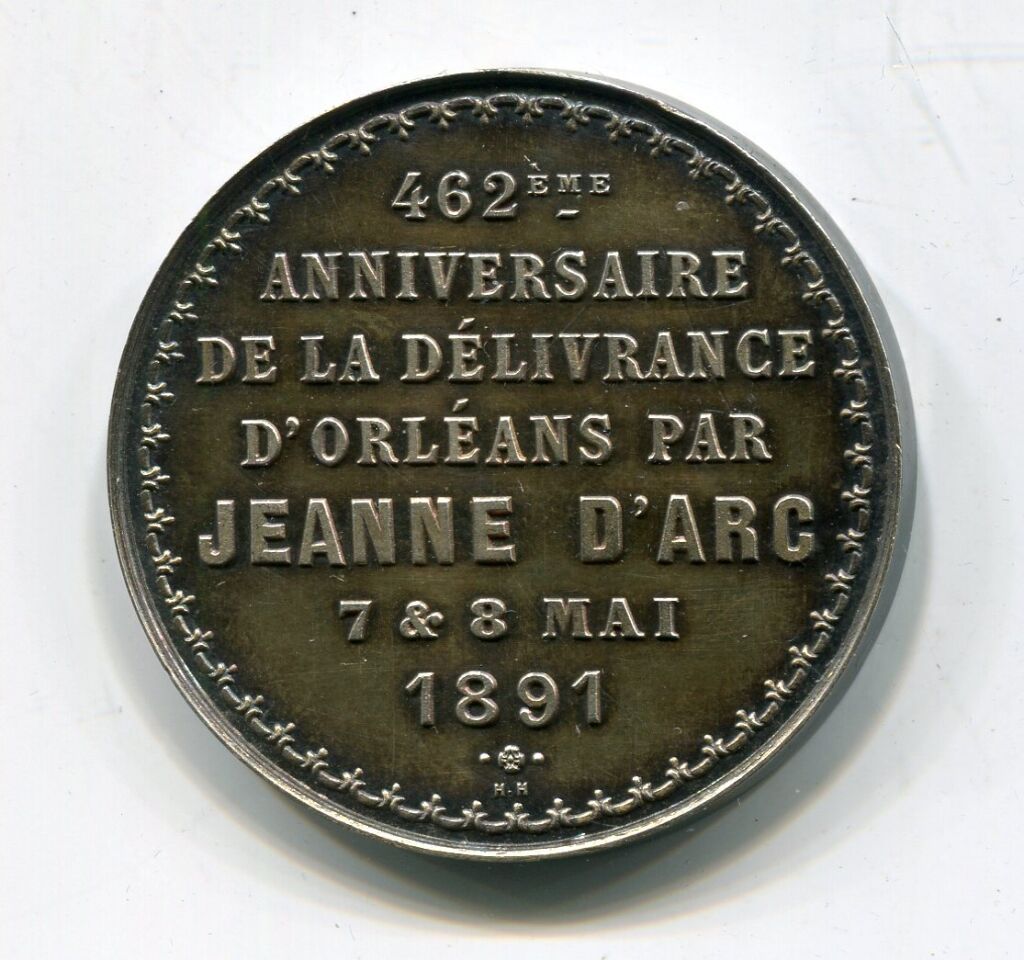 462ÈME
ANNIVERSAIRE
DE LA DÉLIVRANCE
D'ORLÉANS PAR
JEANNE D'ARC
7 & 8 MAI
1891
H.H